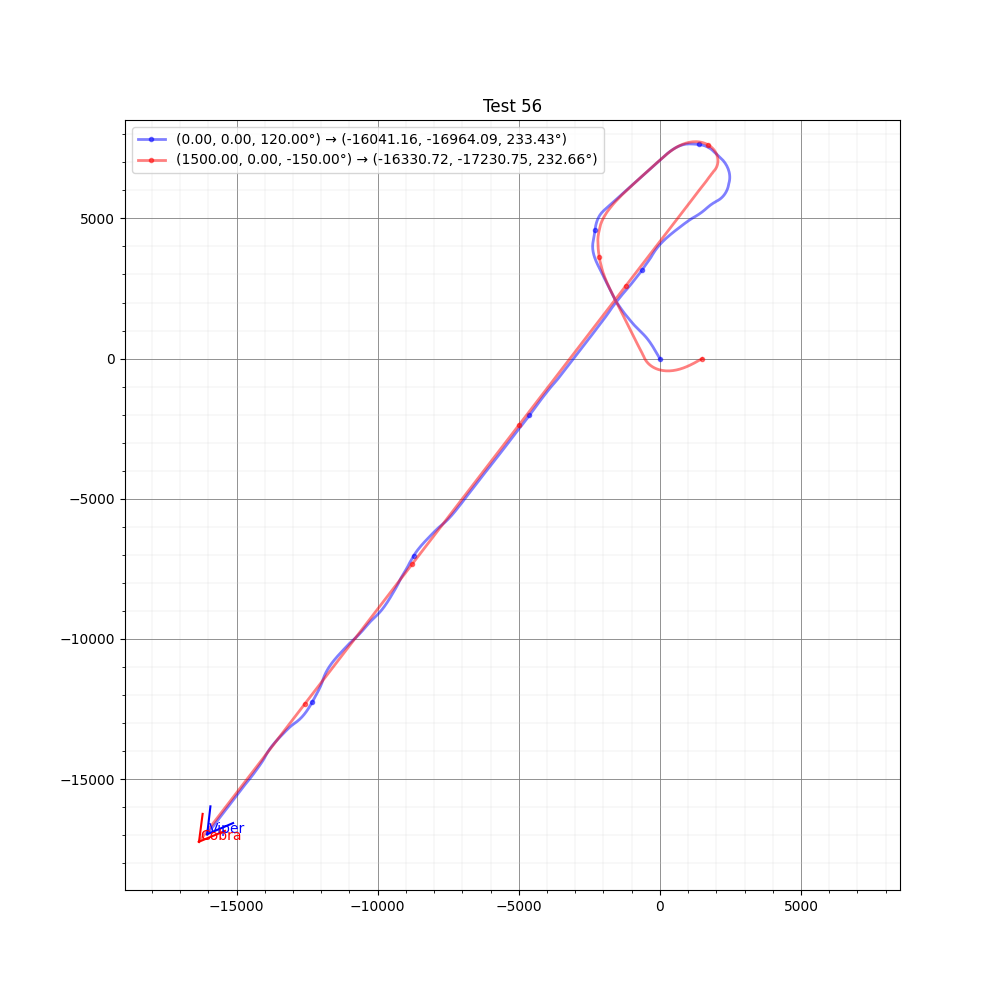 Test 56
(0.00, 0.00, 120.00°) → (-16041.16, -16964.09, 233.43°)
(1500.00, 0.00, -150.00°) → (-16330.72, -17230.75, 232.66°)
5000
0
−5000
−10000
−15000
Viper
Cobra
−15000 −10000 −5000 0 5000